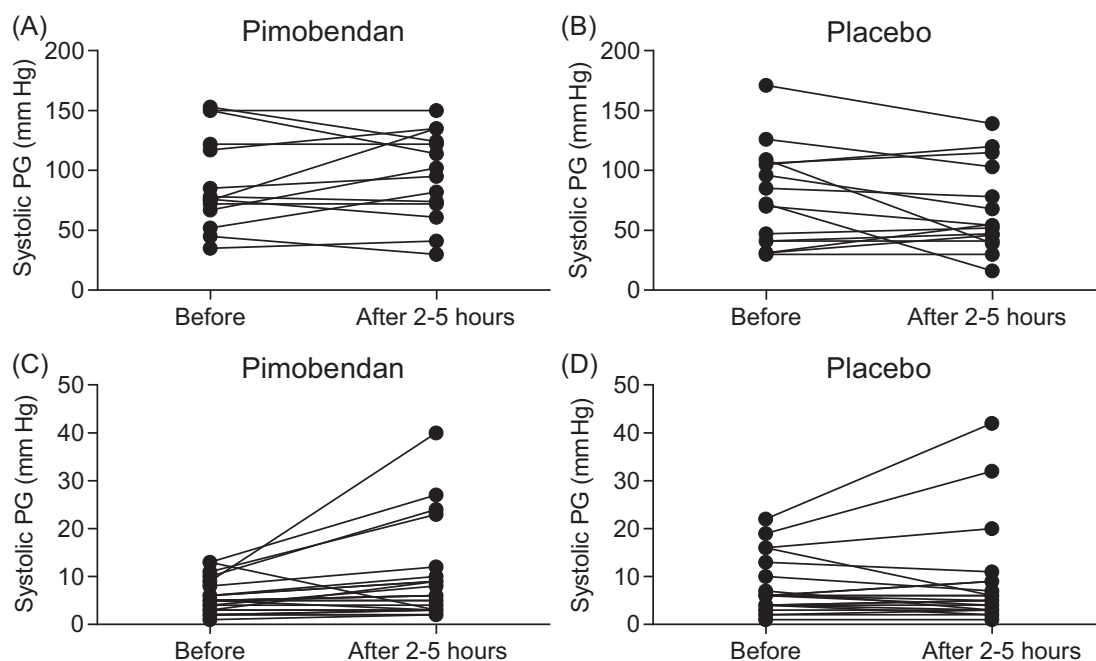 (A) Pimobendan
Systolic PG (mm Hg)
200
150
100
50
0
Before After 2-5 hours
(B) Placebo
Systolic PG (mm Hg)
200
150
100
50
0
Before After 2-5 hours
(C) Pimobendan
Systolic PG (mm Hg)
50
40
30
20
10
0
Before After 2-5 hours
(D) Placebo
Systolic PG (mm Hg)
50
40
30
20
10
0
Before After 2-5 hours